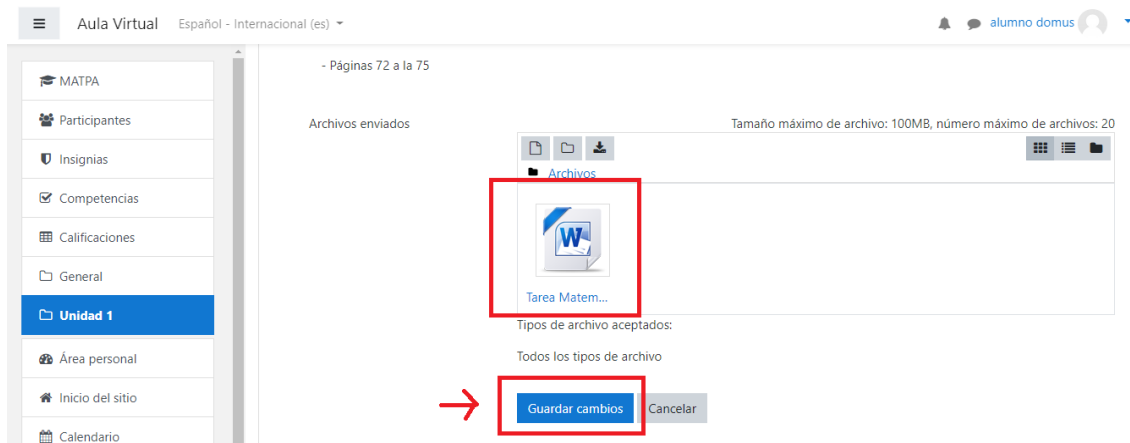 Aula Virtual Español - Internacional (es)
alumno domus
MATPA
Participantes
Insignias
Competencias
Calificaciones
General
Unidad 1
Área personal
Inicio del sitio
Calendario
- Páginas 72 a la 75
Archivos enviados
Tamaño máximo de archivo: 100MB, número máximo de archivos: 20
Archivos
W
Tarea Matem...
Tipos de archivo aceptados:
Todos los tipos de archivo
Guardar cambios Cancelar